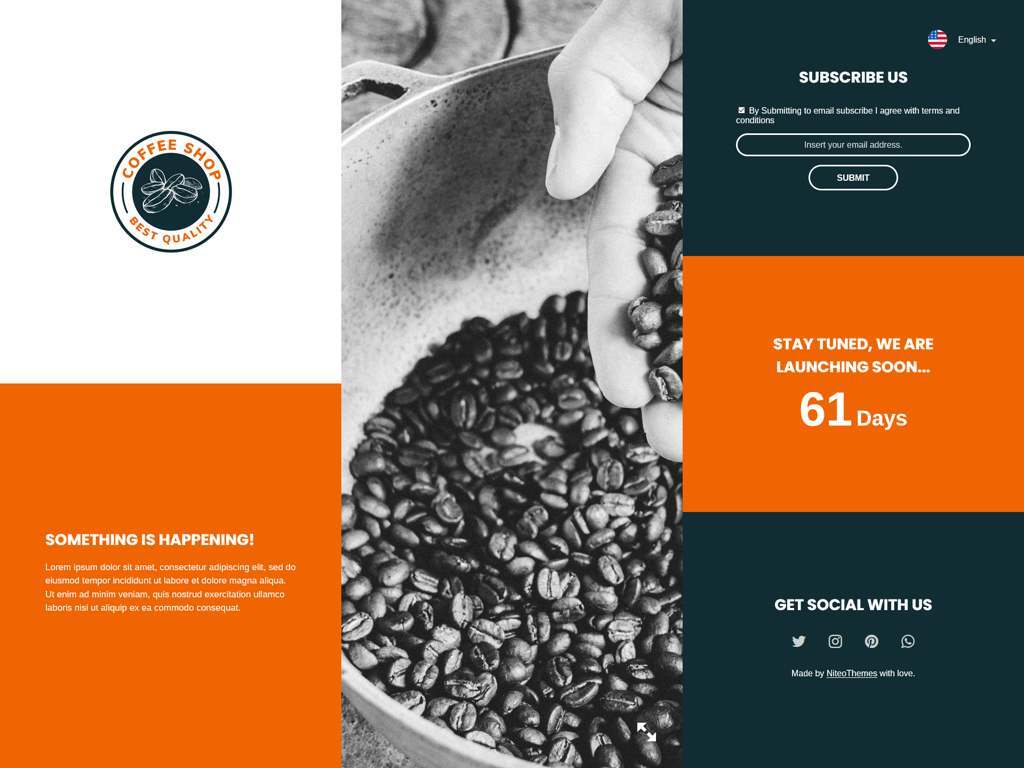 COFFEE SHOP
BEST QUALITY
SOMETHING IS HAPPENING!
Lorem ipsum dolor sit amet, consectetur adipiscing elit, sed do
eiusmod tempor incididunt ut labore et dolore magna aliqua.
Ut enim ad minim veniam, quis nostrud exercitation ullamco
laboris nisi ut aliquip ex ea commodo consequat.
English
SUBSCRIBE US
By Submitting to email subscribe I agree with terms and
conditions
Insert your email address.
SUBMIT
STAY TUNED, WE ARE
LAUNCHING SOON...
61 Days
GET SOCIAL WITH US
Made by NiteoThemes with love.